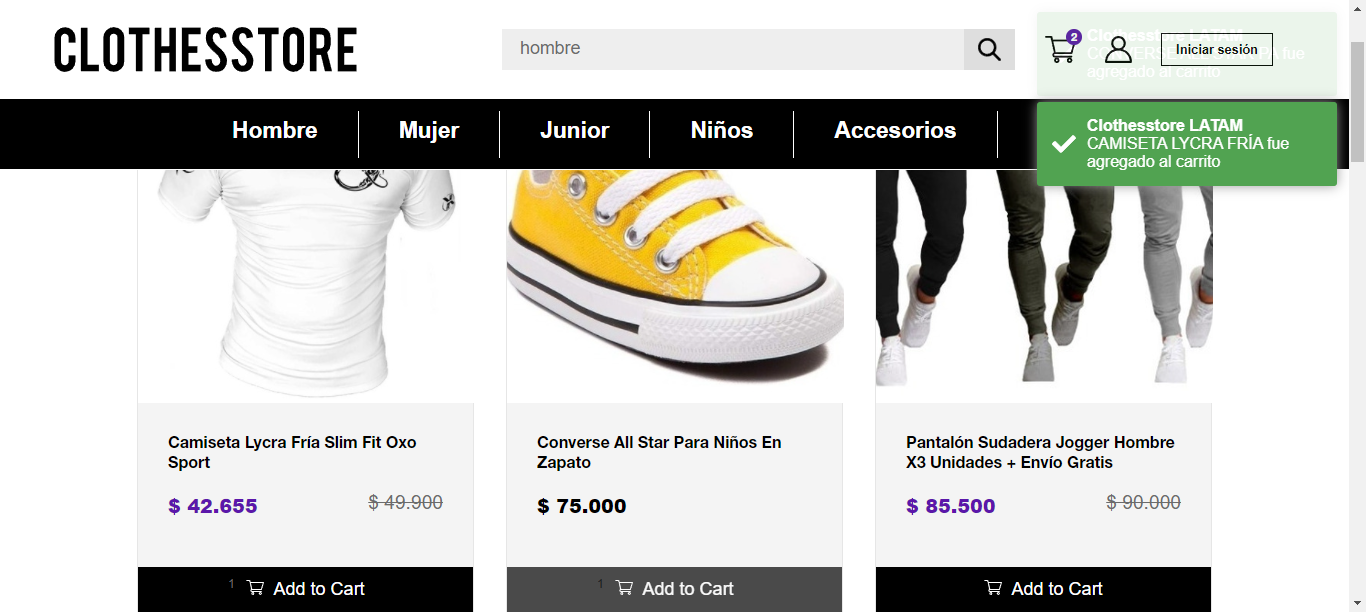 CLOTHESSTORE
hombre
2
Iniciar sesión
Clothesstore LATAM
fue
agregado al carrito
Hombre
Mujer
Junior
Niños
Accesorios
Clothesstore LATAM
CAMISETA LYCRA FRÍA fue
agregado al carrito
Camiseta Lycra Fría Slim Fit Oxo
Sport
$ 42.655
$ 49.900
1
Add to Cart
Converse All Star Para Niños En
Zapato
$ 75.000
1
Add to Cart
Pantalón Sudadera Jogger Hombre
X3 Unidades + Envío Gratis
$ 85.500
$ 90.000
Add to Cart